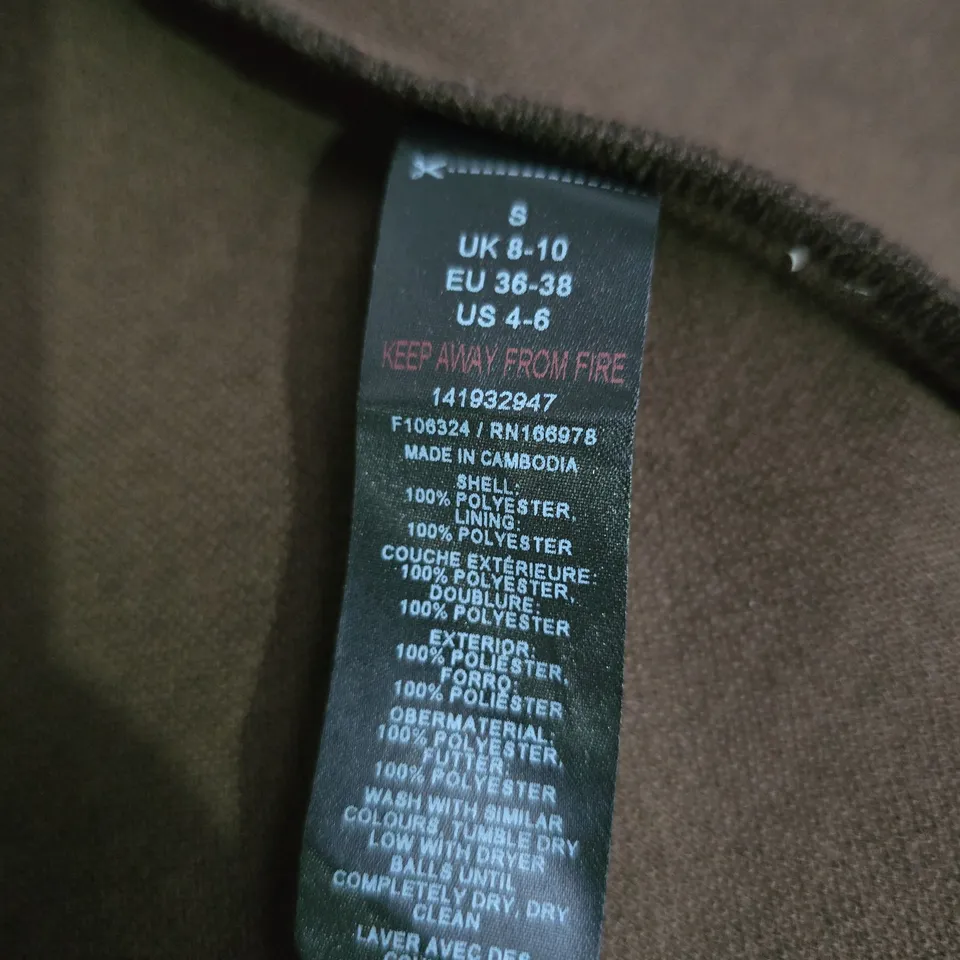 S
UK 8-10
EU 36-38
US 4-6
KEEP AWAY FROM FIRE
141932947
F106324 / RN166978
MADE IN CAMBODIA
SHELL:
100% POLYESTER,
LINING:
100% POLYESTER
COUCHE EXTÉRIEURE:
100% POLYESTER,
DOUBLURE:
100% POLYESTER
EXTERIOR:
100% POLIÉSTER,
FORRO:
100% POLIÉSTER
OBERMATERIAL:
100% POLYESTER,
FUTTER:
100% POLYESTER
WASH WITH SIMILAR
COLOURS, TUMBLE DRY
LOW WITH DRYER
BALLS UNTIL
COMPLETELY DRY, DRY
CLEAN
LAVER AVEC DES